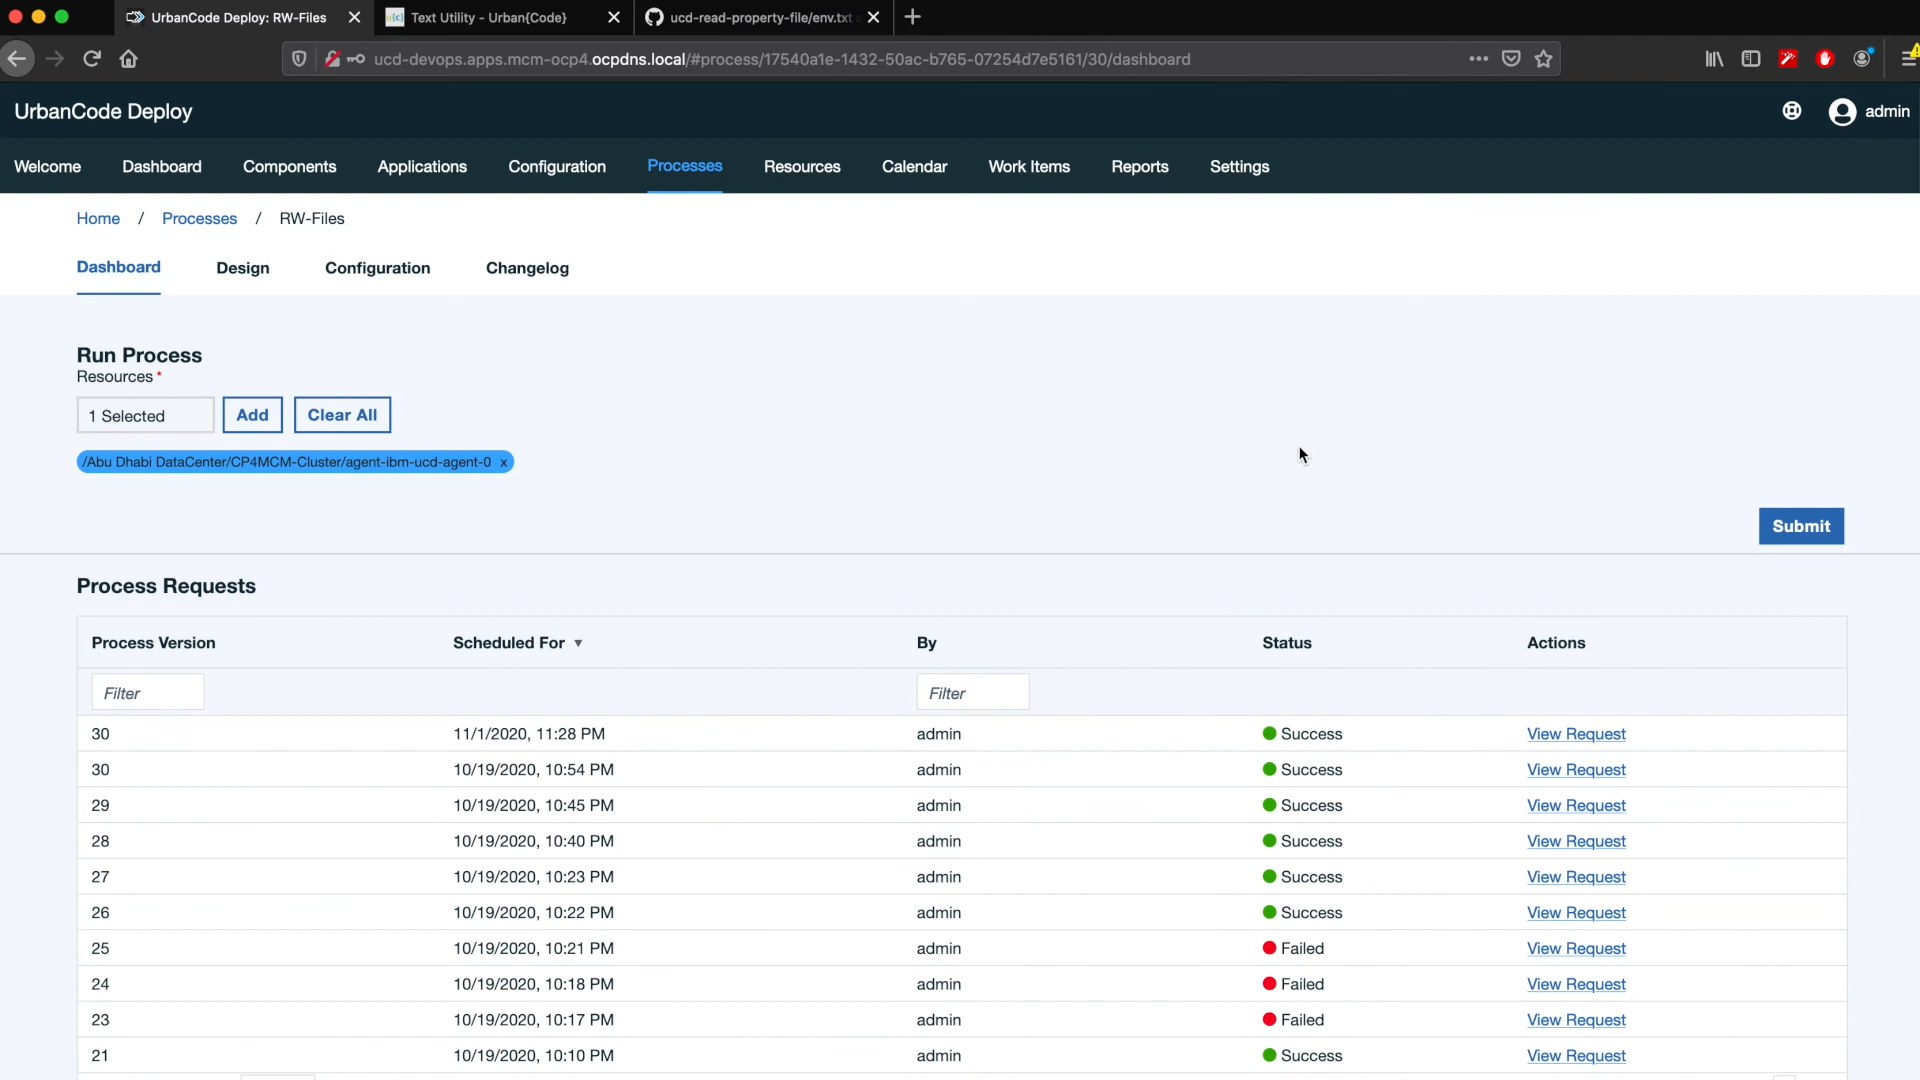 UrbanCode Deploy: RW-Files
Text Utility - Urban{Code}
ucd-read-property-file/env.txt
ucd-devops.apps.mcm-ocp4.ocpdns.local/#process/17540a1e-1432-50ac-b765-07254d7e5161/30/dashboard
UrbanCode Deploy
admin
Welcome Dashboard Components Applications Configuration Processes Resources Calendar Work Items Reports Settings
Home / Processes / RW-Files
Dashboard Design Configuration Changelog
Run Process
Resources *
1 Selected Add Clear All
/Abu Dhabi DataCenter/CP4MCM-Cluster/agent-ibm-ucd-agent-0 x
Submit
Process Requests
Process Version Scheduled For By Status Actions
Filter Filter
30 11/1/2020, 11:28 PM admin Success View Request
30 10/19/2020, 10:54 PM admin Success View Request
29 10/19/2020, 10:45 PM admin Success View Request
28 10/19/2020, 10:40 PM admin Success View Request
27 10/19/2020, 10:23 PM admin Success View Request
26 10/19/2020, 10:22 PM admin Success View Request
25 10/19/2020, 10:21 PM admin Failed View Request
24 10/19/2020, 10:18 PM admin Failed View Request
23 10/19/2020, 10:17 PM admin Failed View Request
21 10/19/2020, 10:10 PM admin Success View Request